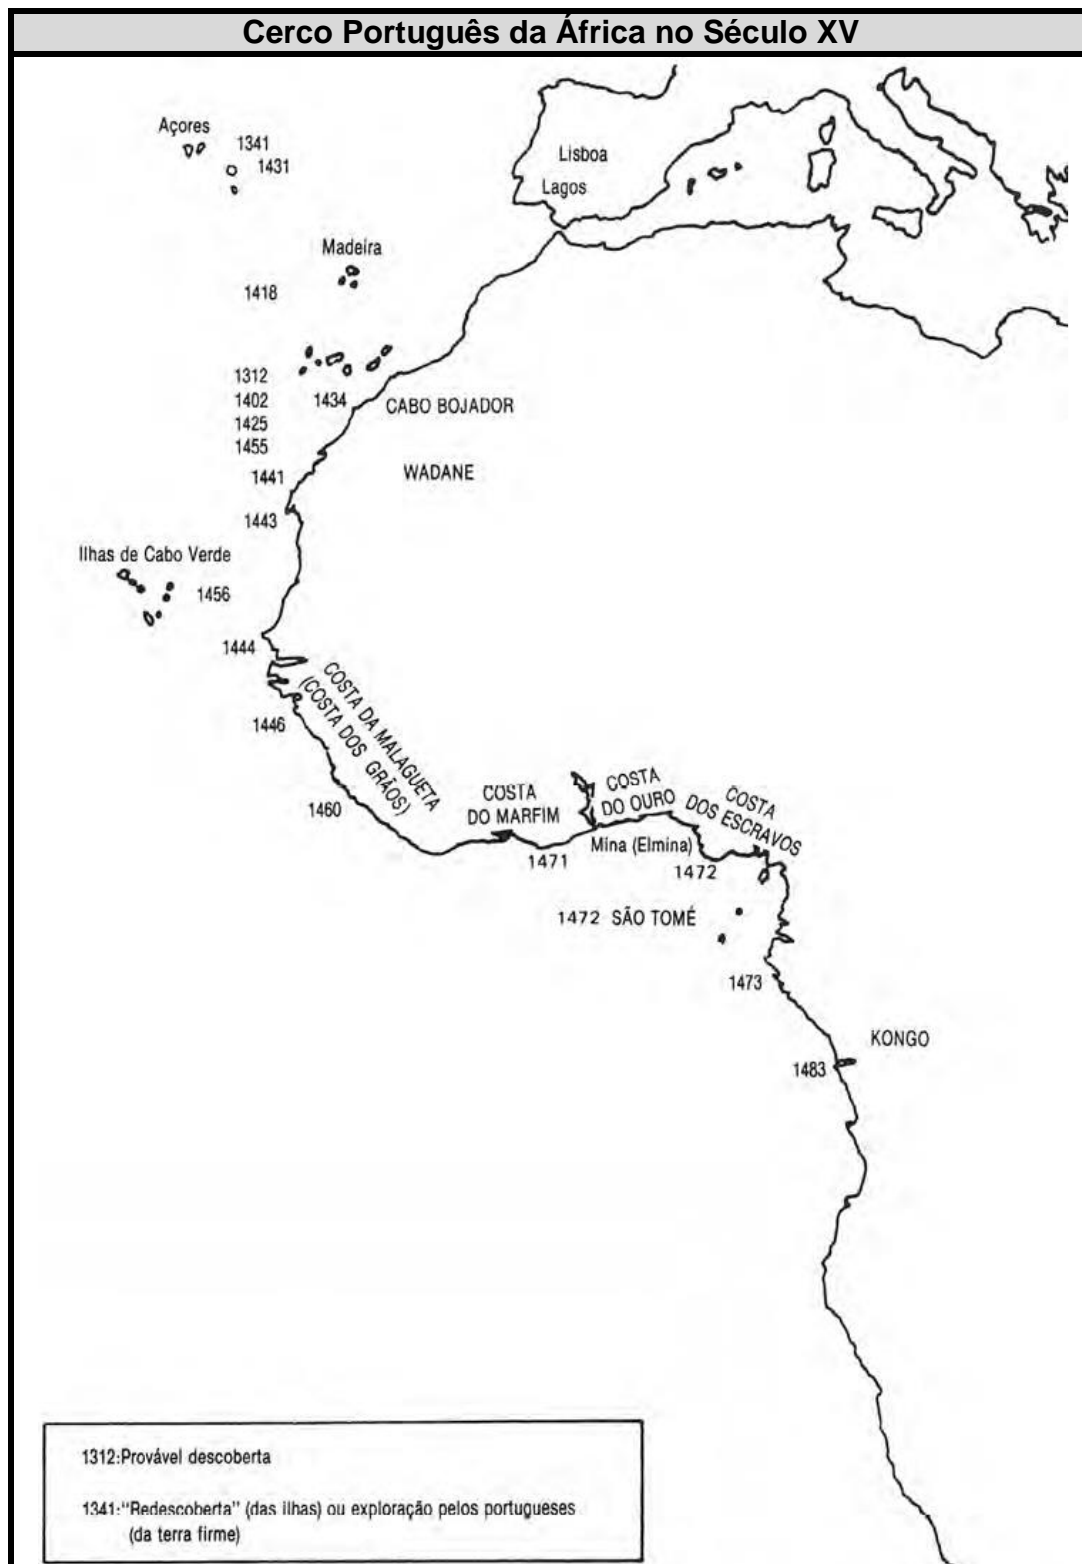 Cerco Português da África no Século XV
Açores
1341
1431
Lisboa
Lagos
Madeira
1418
1312
1402
1425
1455
1434
CABO BOJADOR
WADANE
1441
1443
Ilhas de Cabo Verde
1456
1444
1446
COSTA DA MALAGUETA
(COSTA DOS GRÃOS)
1460
COSTA
DO MARFIM
1471
COSTA
DO OURO
Mina (Elmina)
COSTA
DOS ESCRAVOS
1472
1472 SÃO TOMÉ
1473
KONGO
1483
1312:Provável descoberta
1341:"Redescoberta" (das ilhas) ou exploração pelos portugueses
(da terra firme)